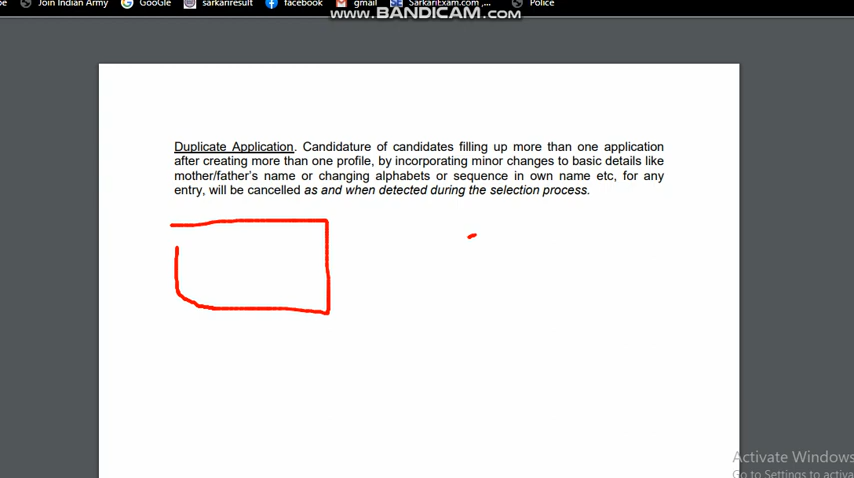 Join Indian Army GooGle sarkariresult facebook gmail SarkariExam.com ,... Police
www.BANDICAM.com
Duplicate Application. Candidature of candidates filling up more than one application
after creating more than one profile, by incorporating minor changes to basic details like
mother/father's name or changing alphabets or sequence in own name etc, for any
entry, will be cancelled as and when detected during the selection process.
Activate Windows
Go to Settings to activa